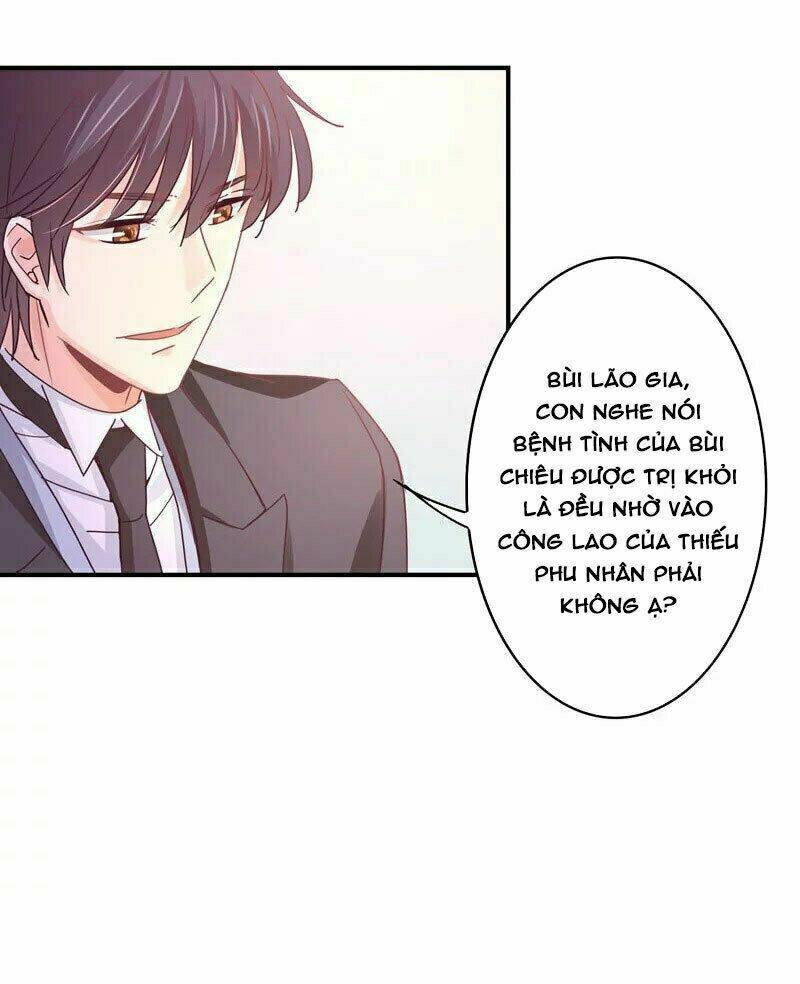 BÙI LÃO GIA,
CON NGHE NÓI
BỆNH TÌNH CỦA BÙI
CHIÊU ĐƯỢC TRỊ KHỎI
LÀ ĐỀU NHỜ VÀO
CÔNG LAO CỦA THIẾU
PHU NHÂN PHẢI
KHÔNG Ạ?